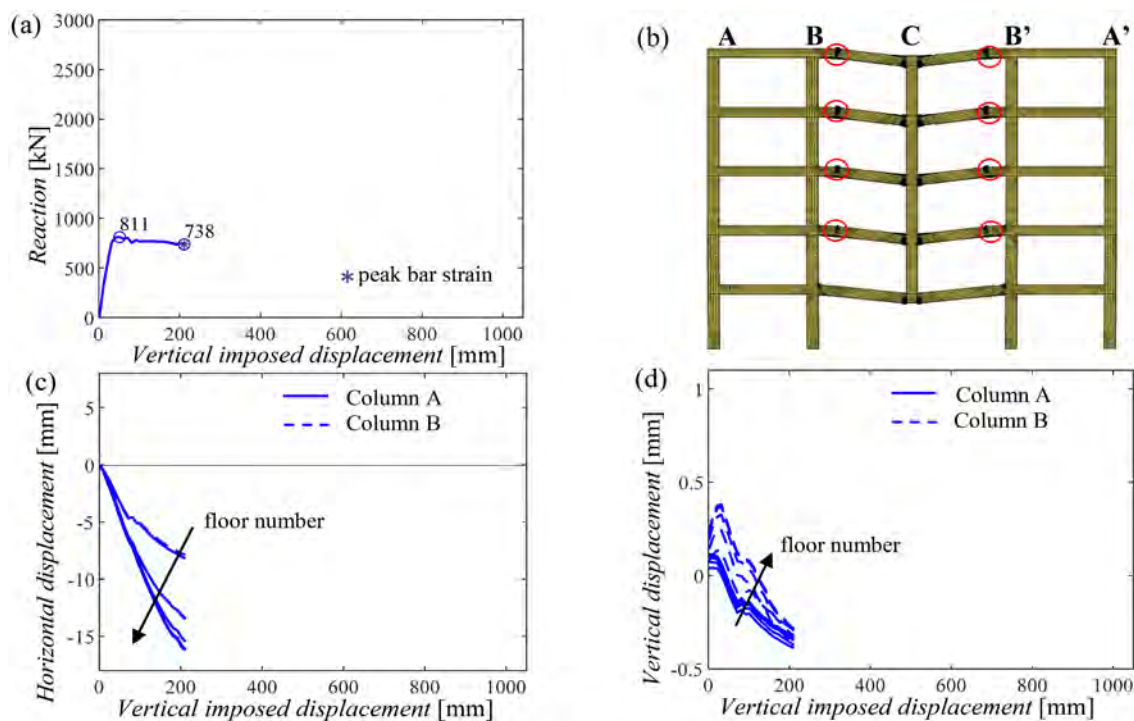 (a)
3000
2500
2000
1500
1000
500
0
Reaction [kN]
811
738
* peak bar strain
0 200 400 600 800 1000
Vertical imposed displacement [mm]
(b)
A B C B’ A’
(c)
5
0
-5
-10
-15
Horizontal displacement [mm]
Column A
Column B
floor number
0 200 400 600 800 1000
Vertical imposed displacement [mm]
(d)
1
0.5
0
-0.5
Vertical displacement [mm]
Column A
Column B
floor number
0 200 400 600 800 1000
Vertical imposed displacement [mm]